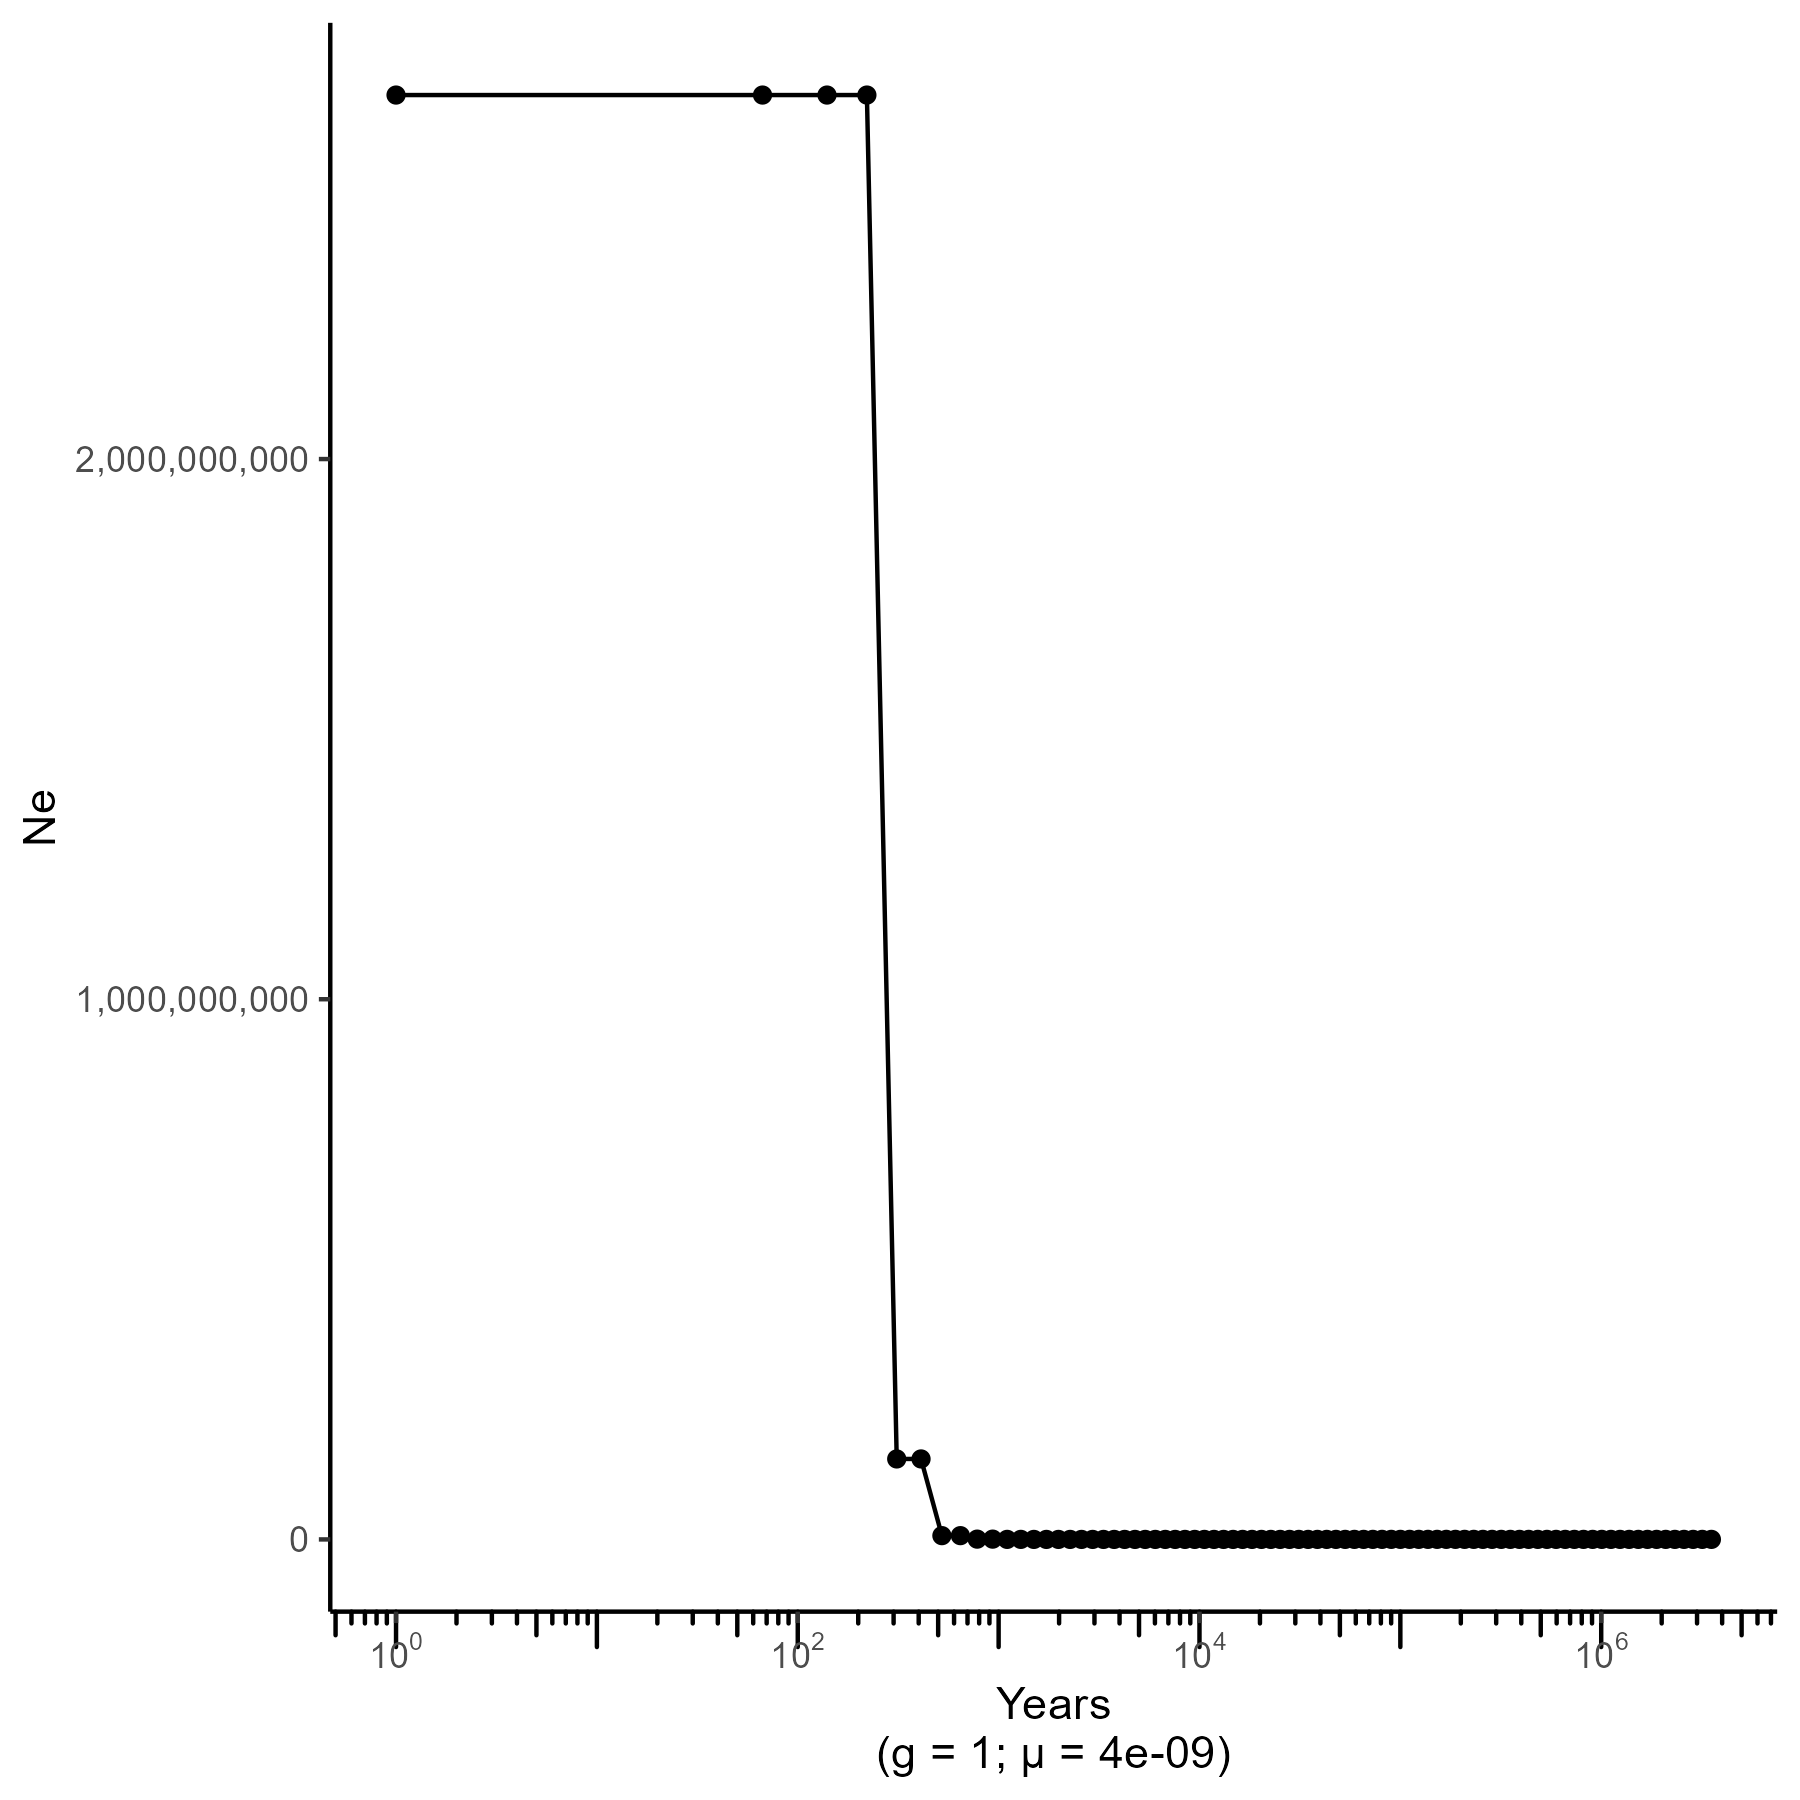 Ne
2,000,000,000
1,000,000,000
0
10⁰ 10² 10⁴ 10⁶
Years
(g = 1; µ = 4e-09)